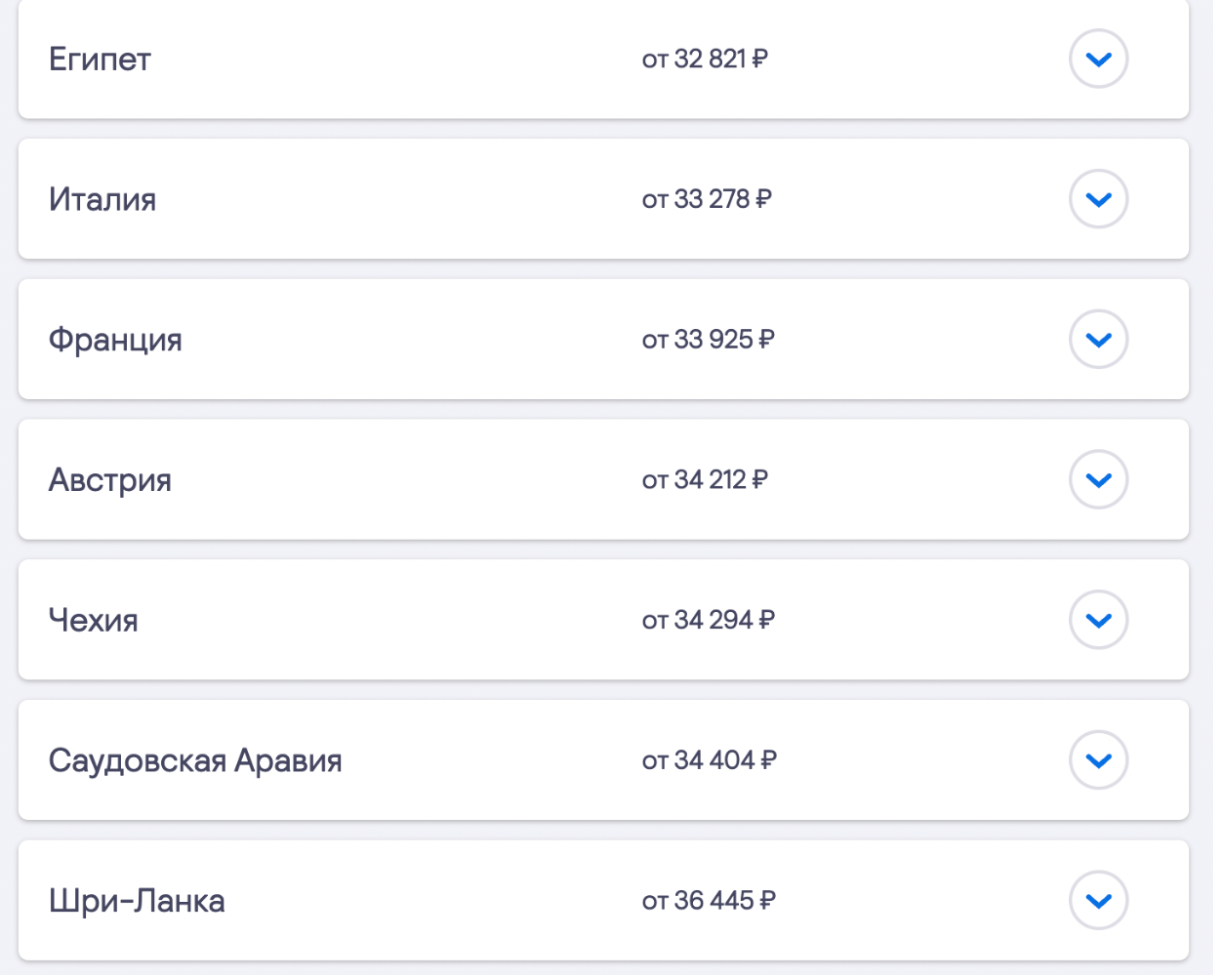 Египет от 32 821 ₽
Италия от 33 278 ₽
Франция от 33 925 ₽
Австрия от 34 212 ₽
Чехия от 34 294 ₽
Саудовская Аравия от 34 404 ₽
Шри-Ланка от 36 445 ₽